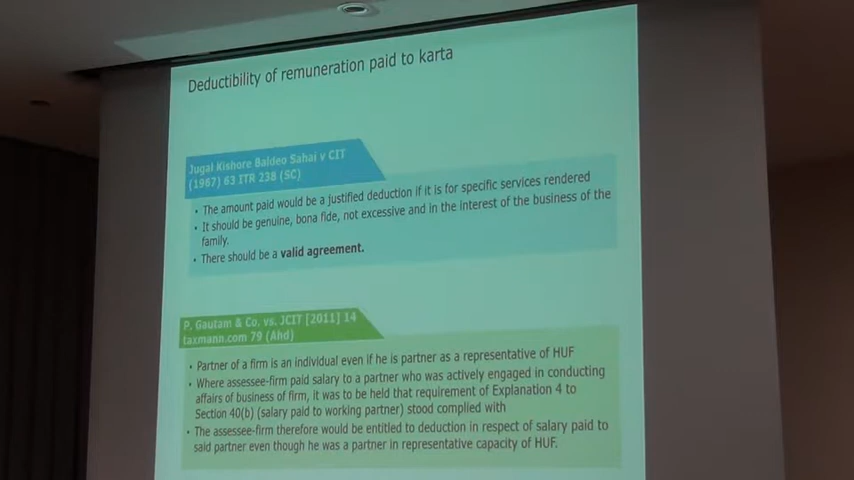 Deductibility of remuneration paid to karta
Jugal Kishore Baldeo Sahai v CIT
(1967) 63 ITR 238 (SC)
• The amount paid would be a justified deduction if it is for specific services rendered
• It should be genuine, bona fide, not excessive and in the interest of the business of the
family.
• There should be a valid agreement.
P. Gautam & Co. vs. JCIT [2011] 14
taxmann.com 79 (Ahd)
• Partner of a firm is an individual even if he is partner as a representative of HUF
• Where assessee-firm paid salary to a partner who was actively engaged in conducting
affairs of business of firm, it was to be held that requirement of Explanation 4 to
Section 40(b) (salary paid to working partner) stood complied with
• The assessee-firm therefore would be entitled to deduction in respect of salary paid to
said partner even though he was a partner in representative capacity of HUF.